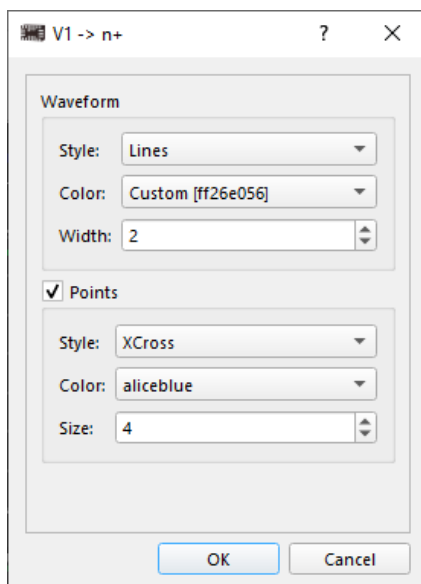 V1 -> n+
?
Waveform
Style: Lines
Color: Custom [ff26e056]
Width: 2
Points
Style: XCross
Color: aliceblue
Size: 4
OK Cancel